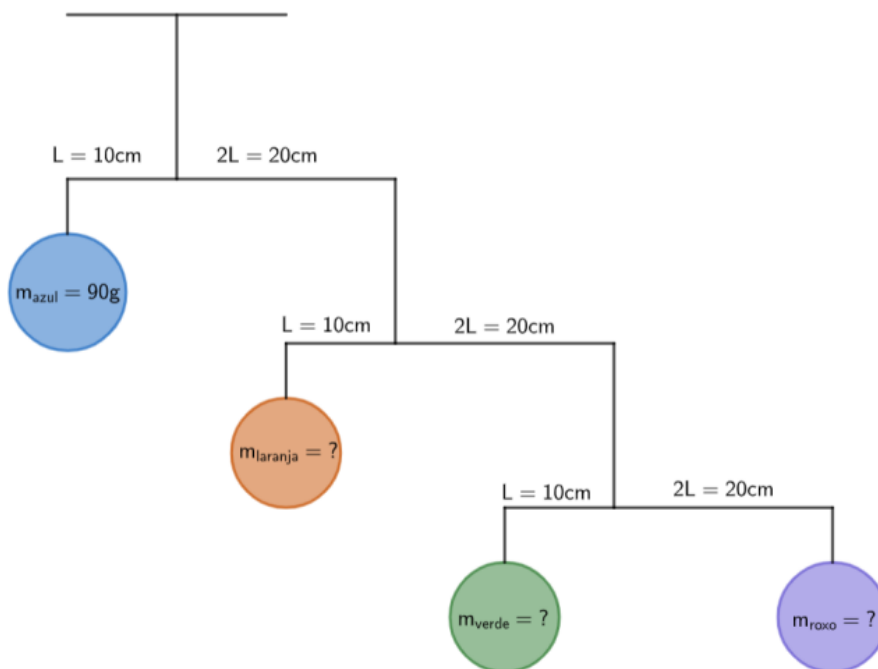 L = 10cm
2L = 20cm
m_azul = 90g
L = 10cm
2L = 20cm
m_laranja = ?
L = 10cm
2L = 20cm
m_verde = ?
m_roxo = ?